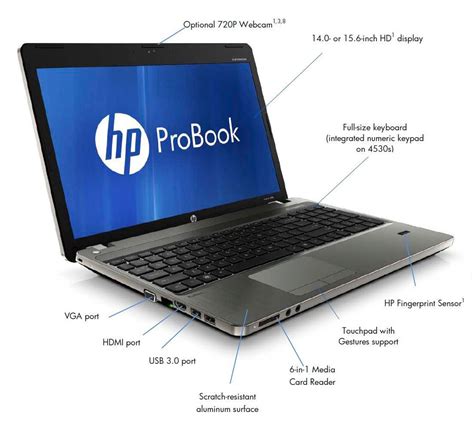 Optional 720P Webcam1,3,8
14.0- or 15.6-inch HD1 display
hp ProBook
Full-size keyboard
(integrated numeric keypad
on 4530s)
hp
HP Fingerprint Sensor1
VGA port
HDMI port
USB 3.0 port
Touchpad with
Gestures support
6-in-1 Media
Card Reader
Scratch-resistant
aluminum surface